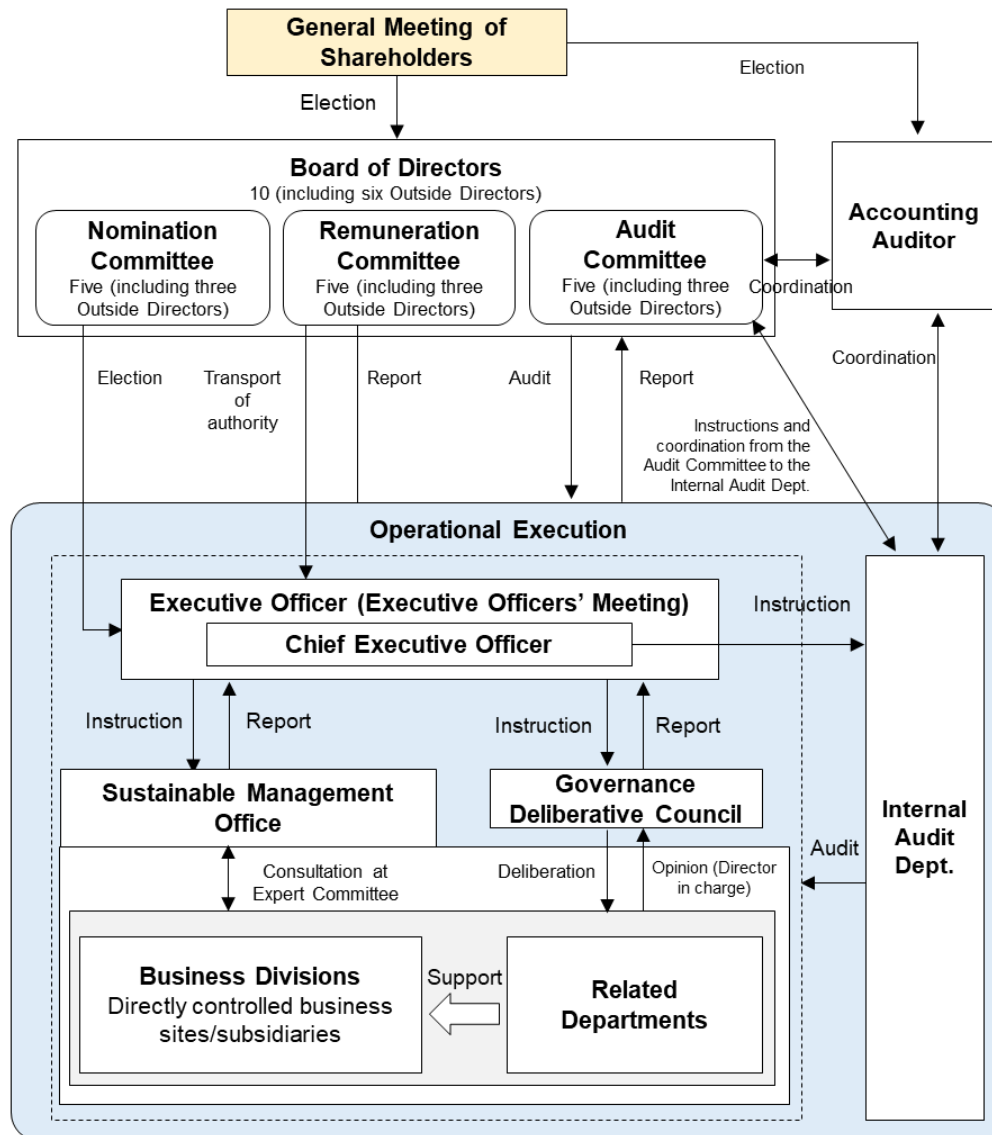 General Meeting of
Shareholders
Election
Election
Board of Directors
10 (including six Outside Directors)
Nomination
Committee
Five (including three
Outside Directors)
Remuneration
Committee
Five (including three
Outside Directors)
Audit
Committee
Five (including three
Outside Directors)
Accounting
Auditor
Coordination
Coordination
Election
Transport
of
authority
Report
Audit
Report
Instructions and
coordination from the
Audit Committee to the
Internal Audit Dept.
Operational Execution
Executive Officer (Executive Officers’ Meeting)
Chief Executive Officer
Instruction
Instruction
Report
Instruction
Report
Sustainable Management
Office
Governance
Deliberative Council
Internal
Audit
Dept.
Audit
Consultation at
Expert Committee
Deliberation
Opinion (Director
in charge)
Business Divisions
Directly controlled business
sites/subsidiaries
Support
Related
Departments